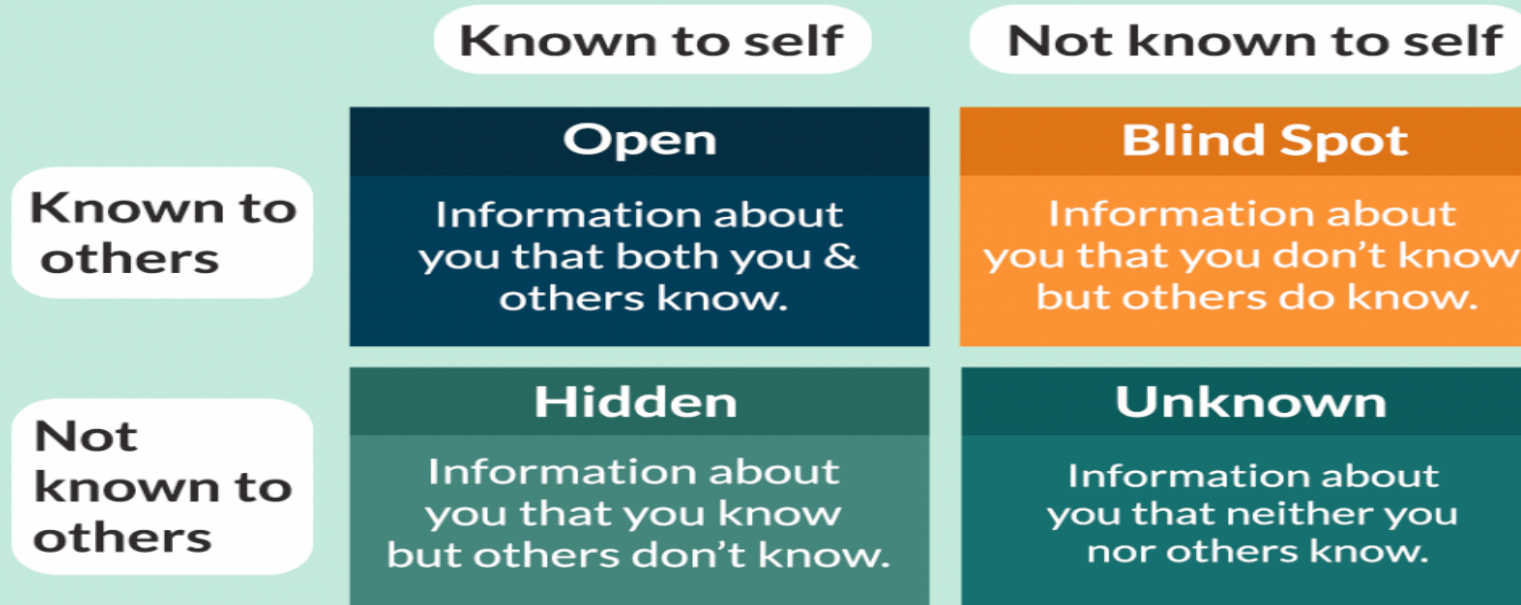 Known to self
Not known to self
Known to
others
Open
Information about
you that both you &
others know.
Blind Spot
Information about
you that you don’t know
but others do know.
Not
known to
others
Hidden
Information about
you that you know
but others don’t know.
Unknown
Information about
you that neither you
nor others know.